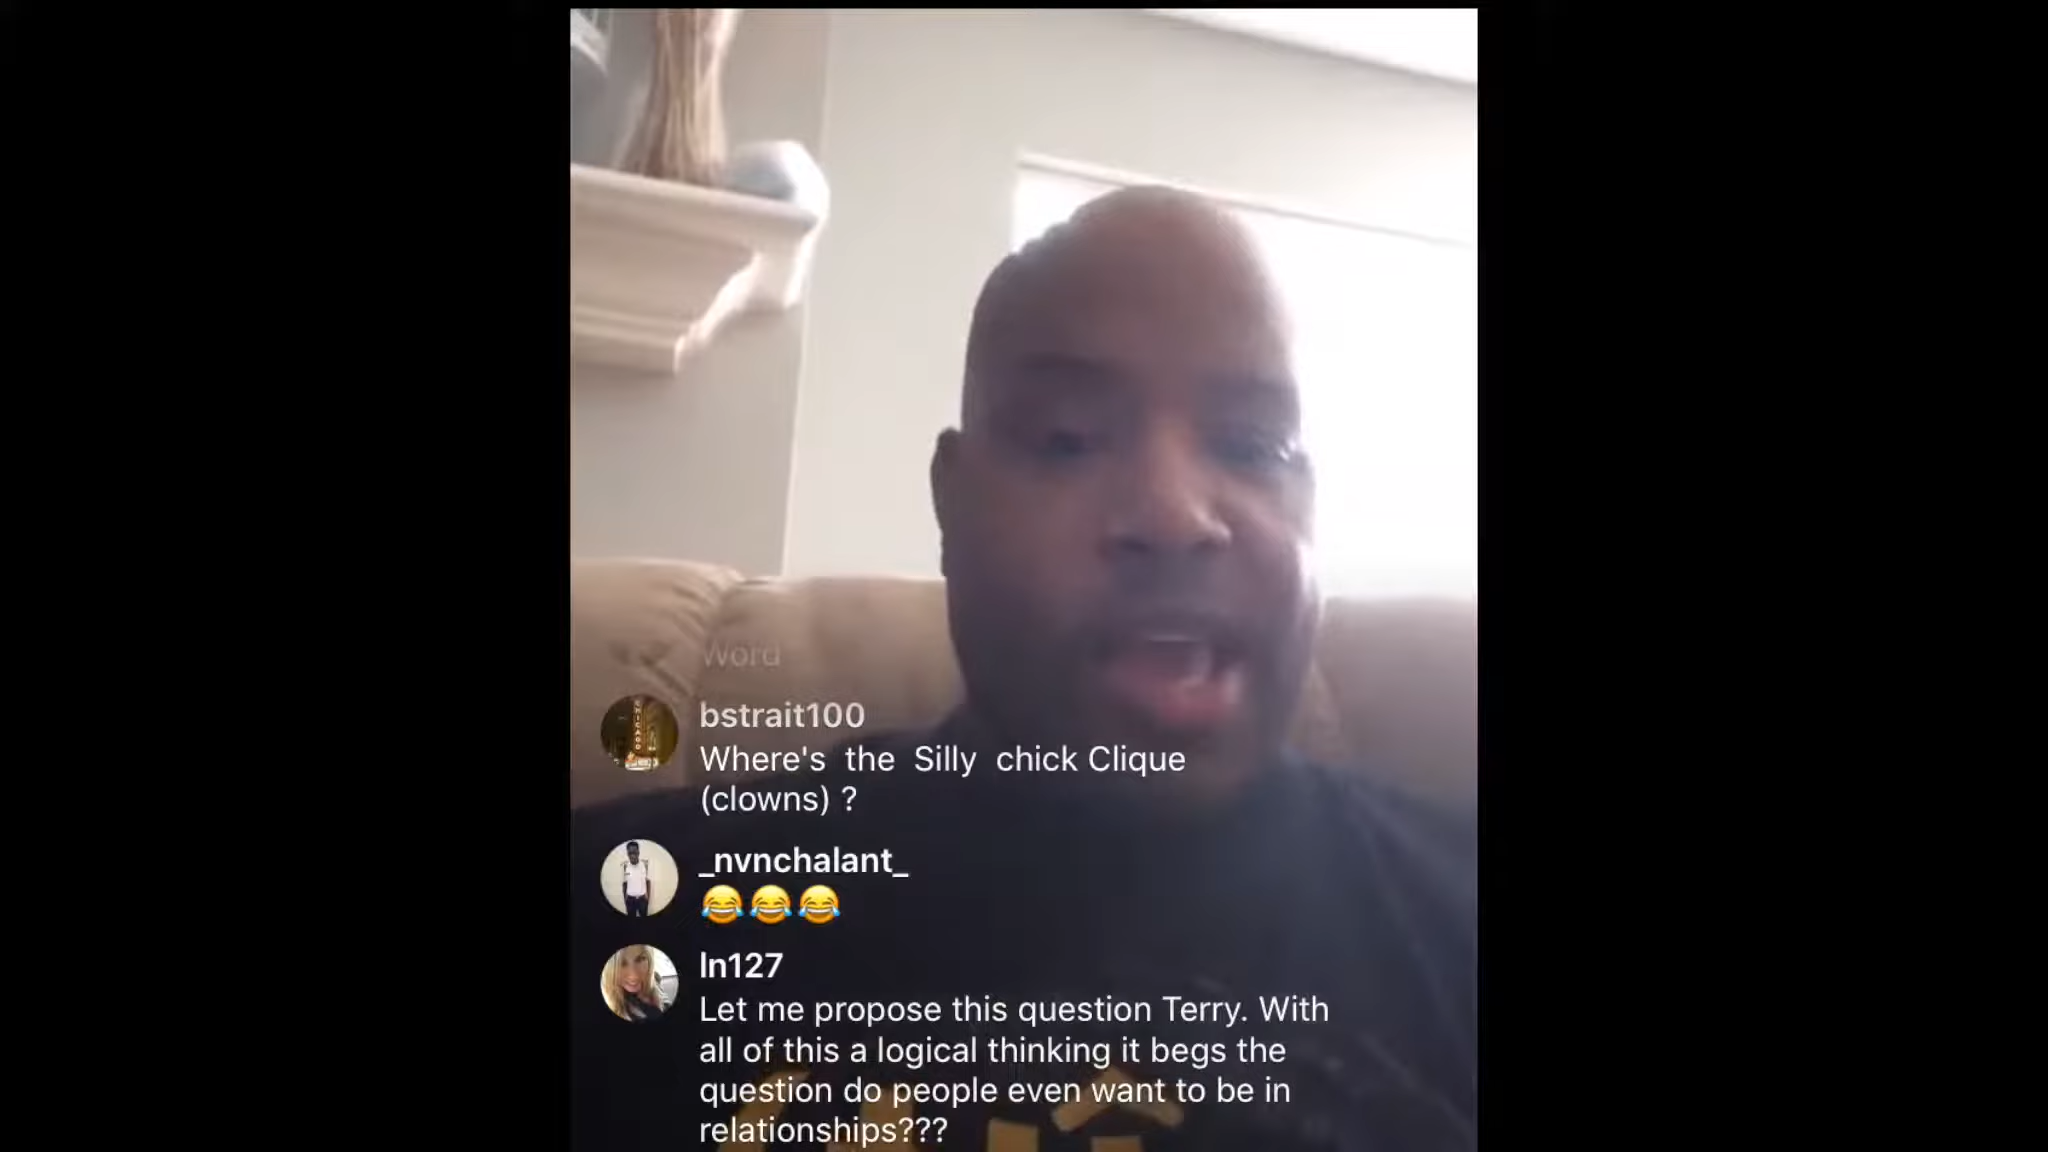 Word
bstrait100
Where's the Silly chick Clique
(clowns) ?
_nvnchalant_
😂😂😂
ln127
Let me propose this question Terry. With
all of this a logical thinking it begs the
question do people even want to be in
relationships???